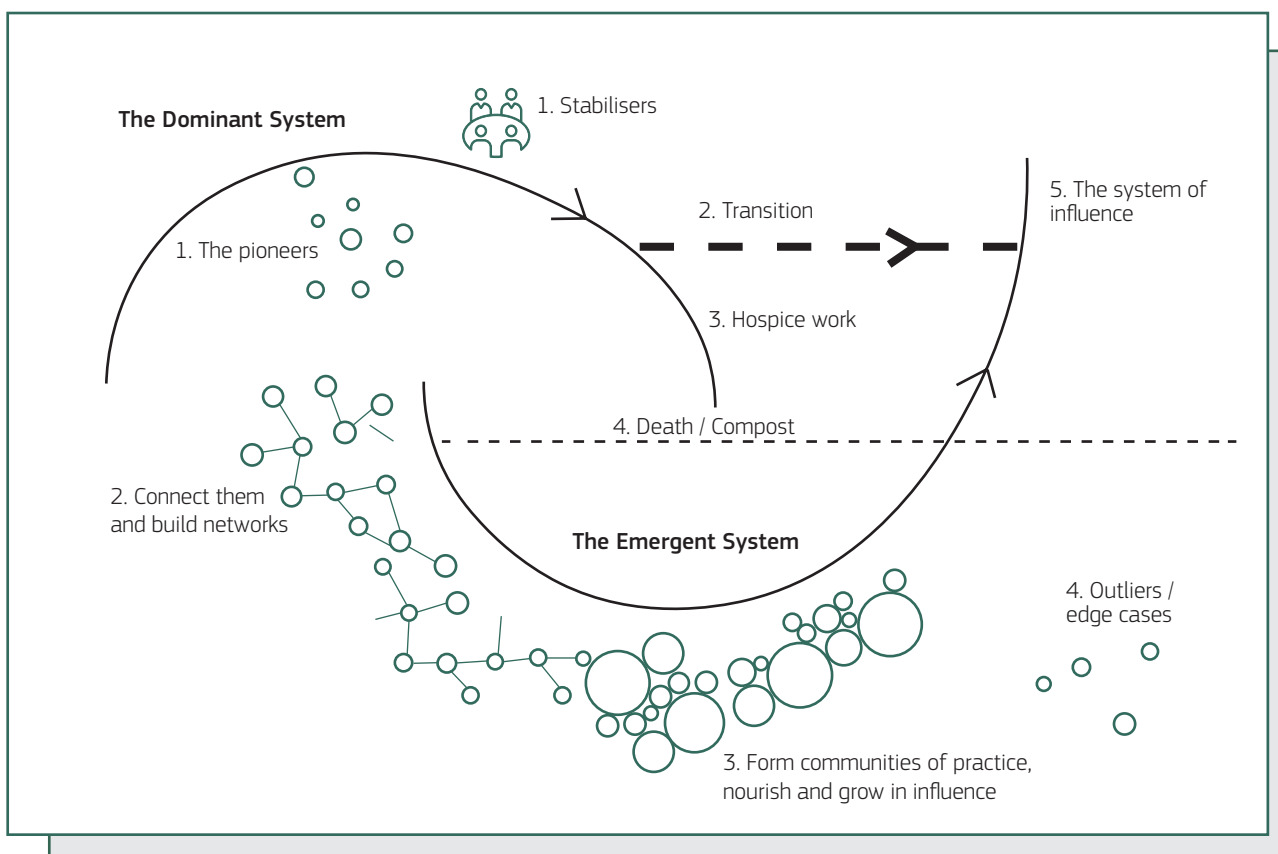 The Dominant System
1. Stabilisers
1. The pioneers
2. Transition
5. The system of
influence
3. Hospice work
4. Death / Compost
2. Connect them
and build networks
The Emergent System
4. Outliers /
edge cases
3. Form communities of practice,
nourish and grow in influence